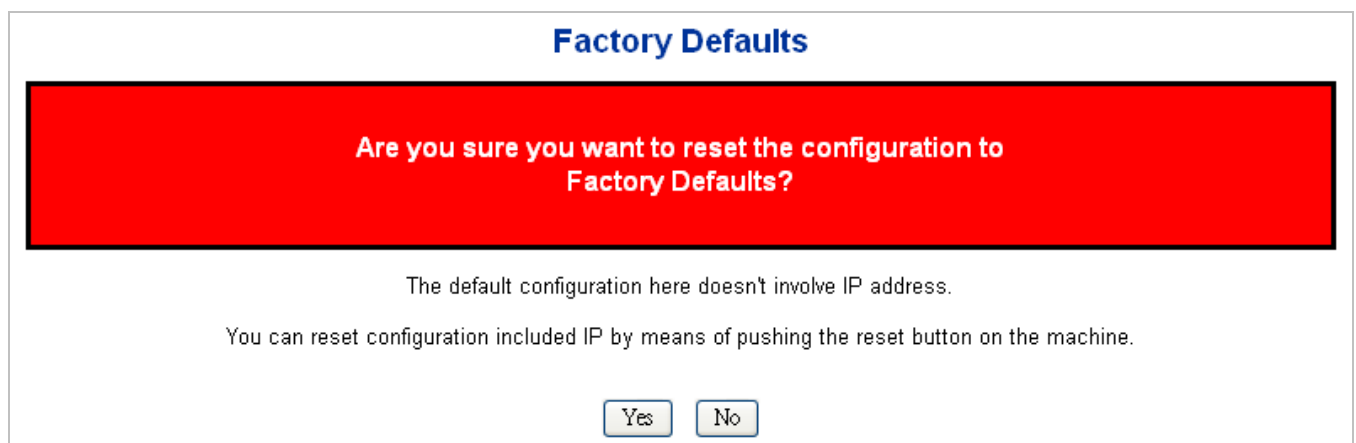 Factory Defaults
Are you sure you want to reset the configuration to
Factory Defaults?
The default configuration here doesn't involve IP address.
You can reset configuration included IP by means of pushing the reset button on the machine.
Yes No